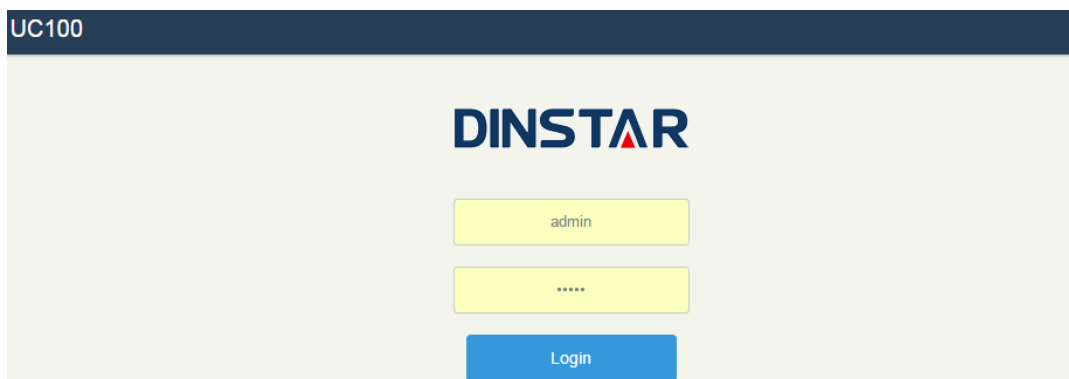 UC100
DINSTAR
admin
•••••
Login